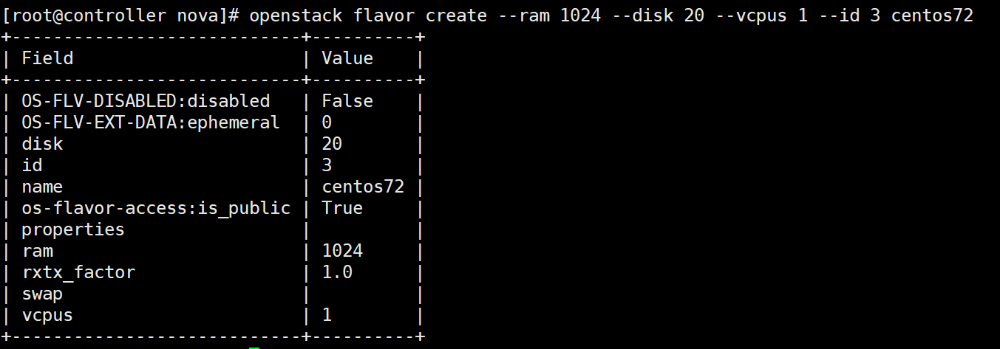 [root@controller nova]# openstack flavor create --ram 1024 --disk 20 --vcpus 1 --id 3 centos72
+----------------------------+----------+
| Field                      | Value    |
+----------------------------+----------+
| OS-FLV-DISABLED:disabled   | False    |
| OS-FLV-EXT-DATA:ephemeral  | 0        |
| disk                       | 20       |
| id                         | 3        |
| name                       | centos72 |
| os-flavor-access:is_public | True     |
| properties                 |          |
| ram                        | 1024     |
| rxtx_factor                | 1.0      |
| swap                       |          |
| vcpus                      | 1        |
+----------------------------+----------+